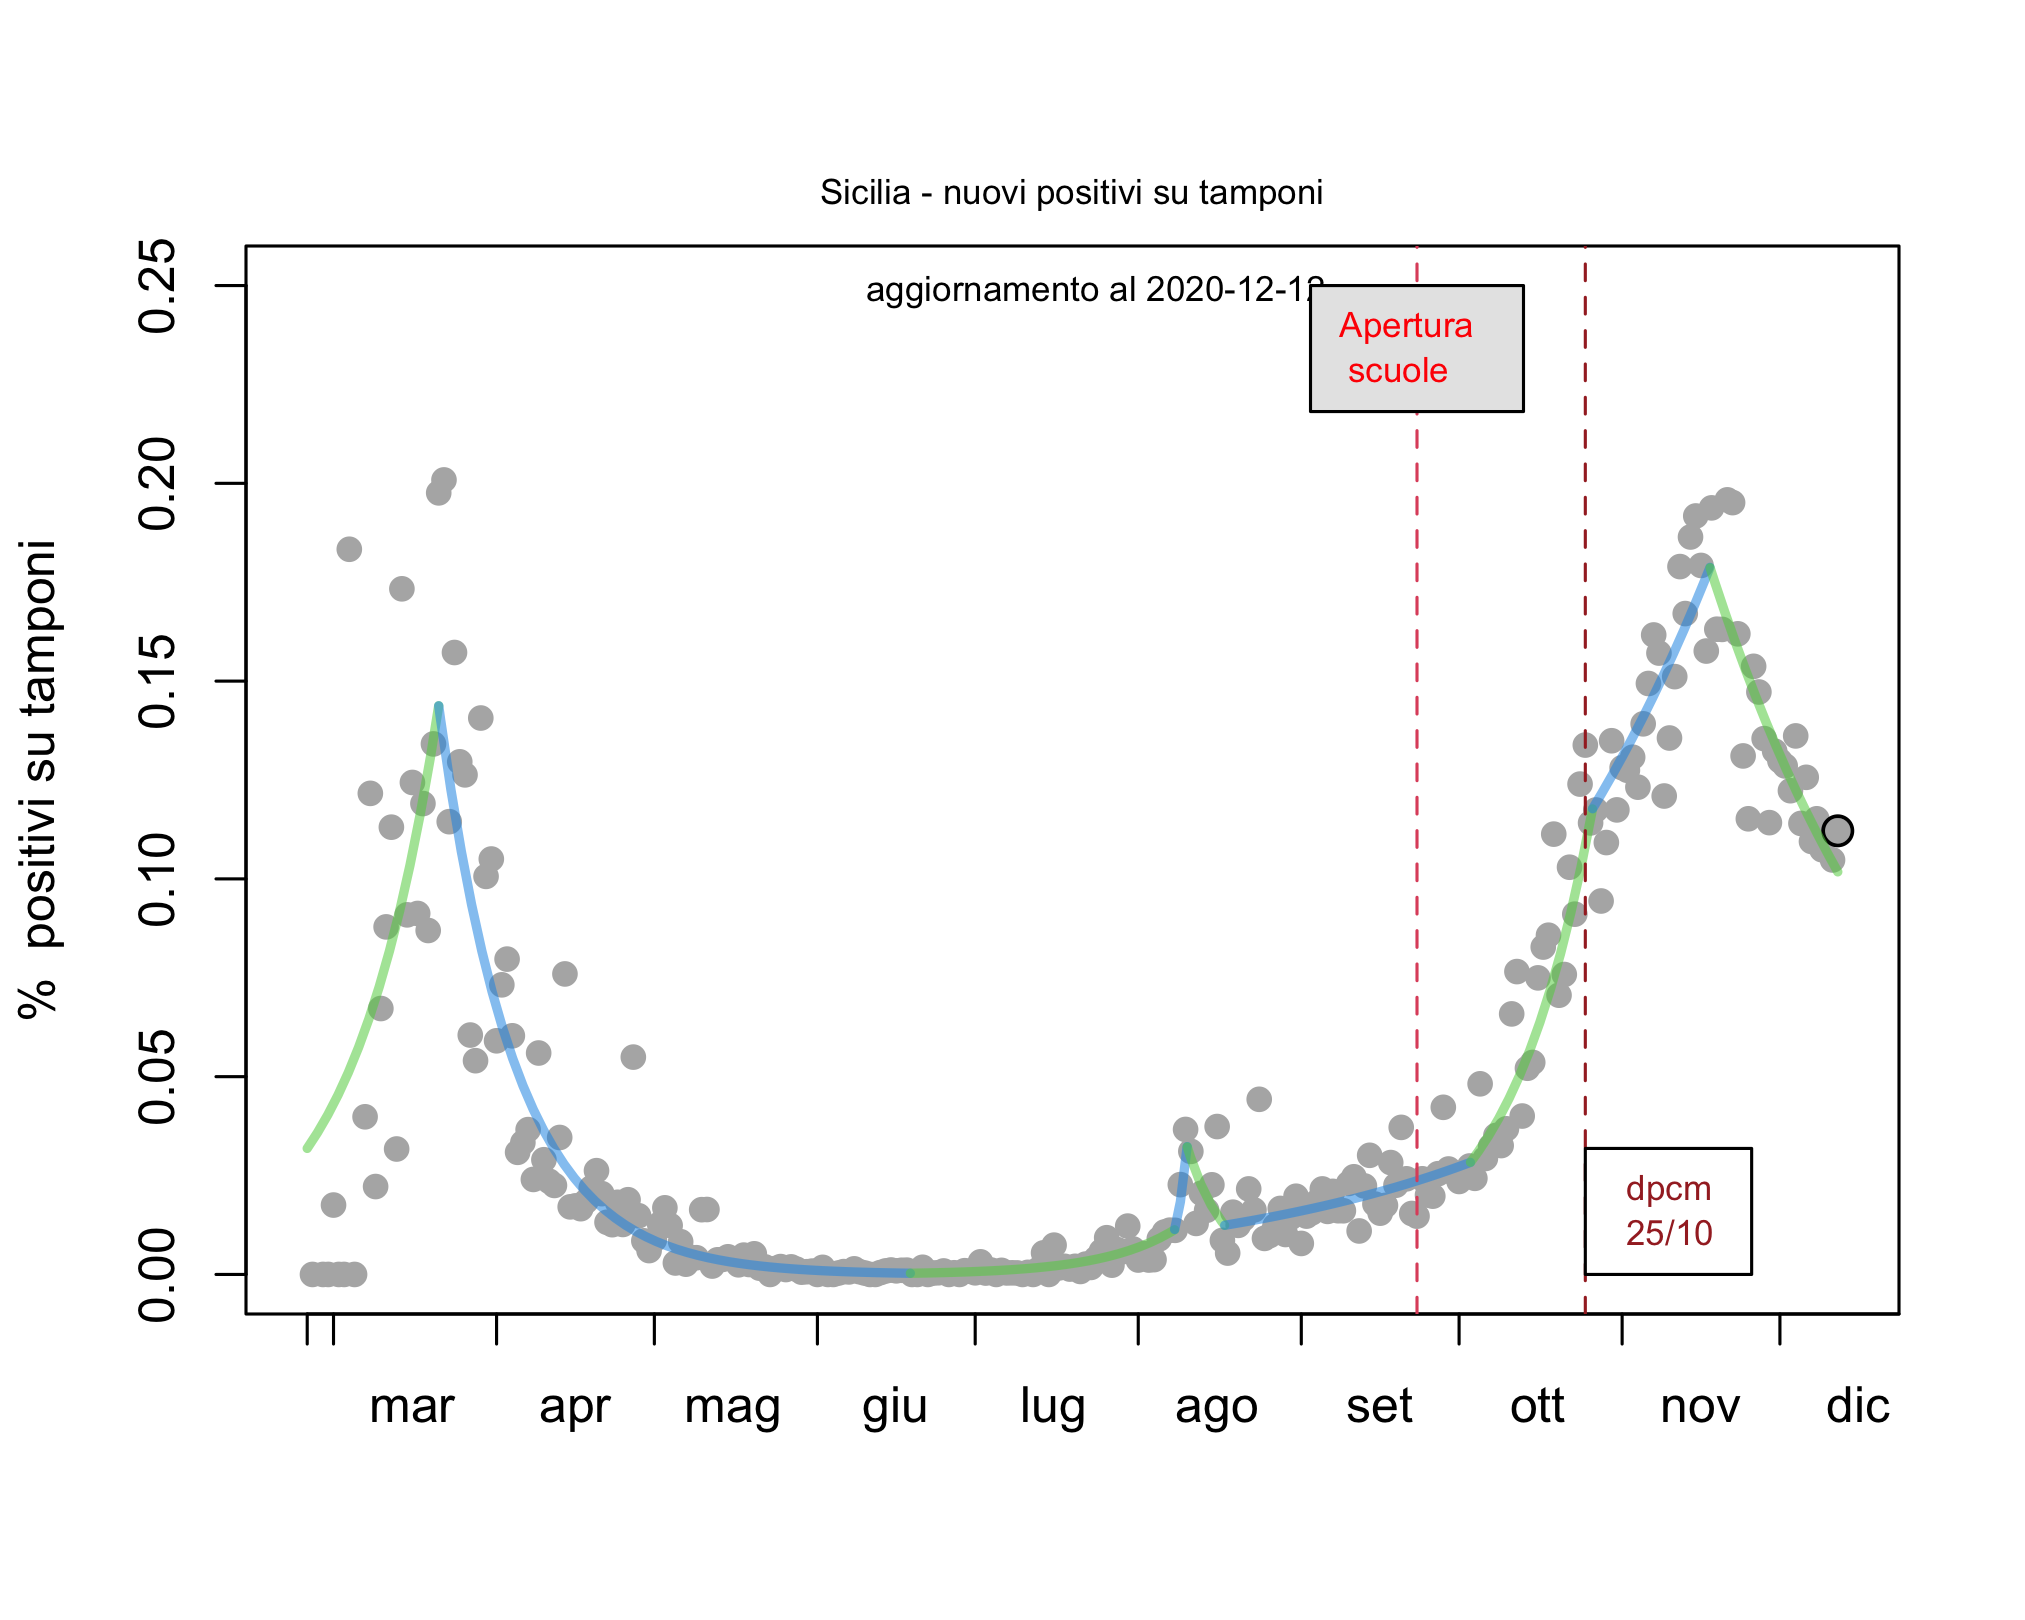 Sicilia - nuovi positivi su tamponi
aggiornamento al 2020-12-12
Apertura
scuole
% positivi su tamponi
0.25
0.20
0.15
0.10
0.05
0.00
dpcm
25/10
mar apr mag giu lug ago set ott nov dic